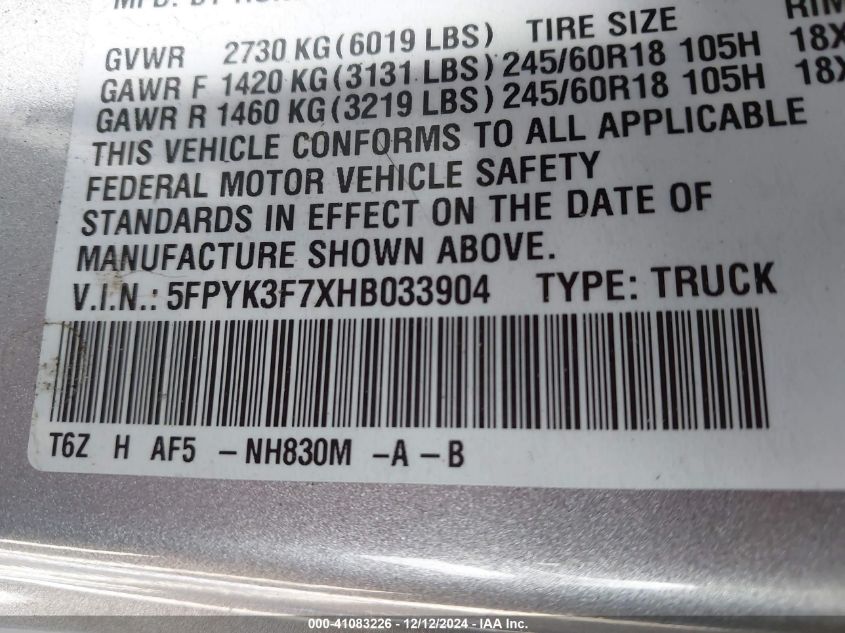 GVWR 2730 KG (6019 LBS) TIRE SIZE RIM
GAWR F 1420 KG (3131 LBS) 245/60R18 105H 18X
GAWR R 1460 KG (3219 LBS) 245/60R18 105H 18X
THIS VEHICLE CONFORMS TO ALL APPLICABLE
FEDERAL MOTOR VEHICLE SAFETY
STANDARDS IN EFFECT ON THE DATE OF
MANUFACTURE SHOWN ABOVE.
V.I.N.: 5FPYK3F7XHB033904 TYPE: TRUCK
T6Z H AF5 -NH830M -A -B
000-41083226 - 12/12/2024 - IAA, Inc.